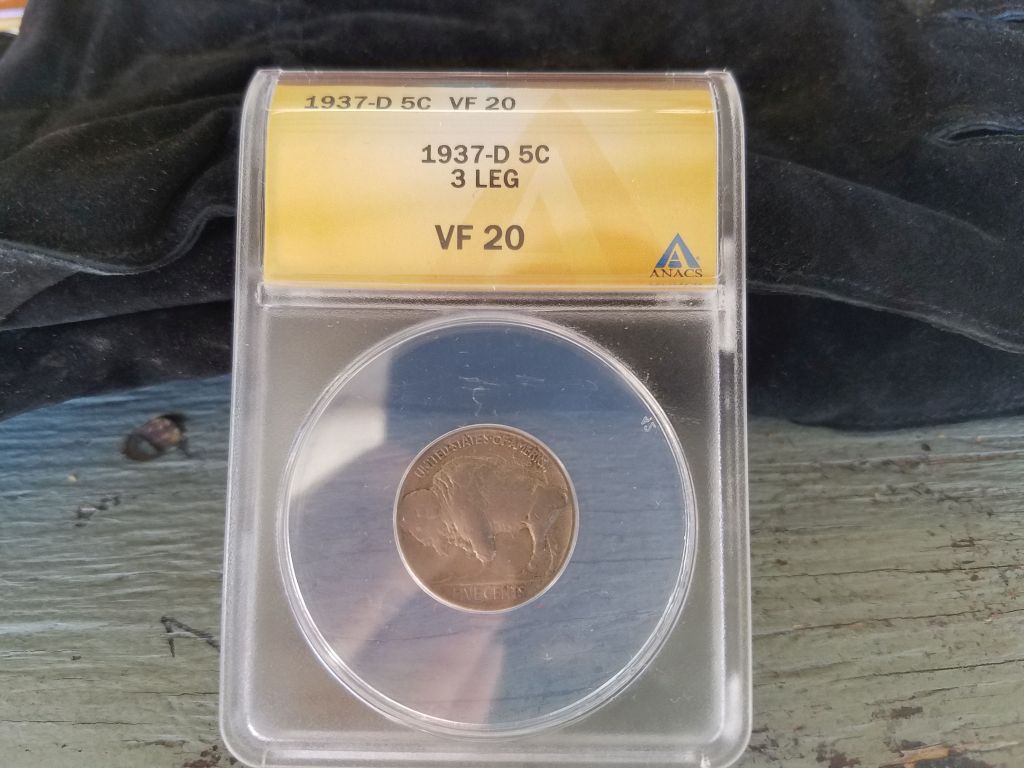 1937-D 5C VF 20
1937-D 5C
3 LEG
VF 20
ANACS
UNITED STATES OF AMERICA
FIVE CENTS